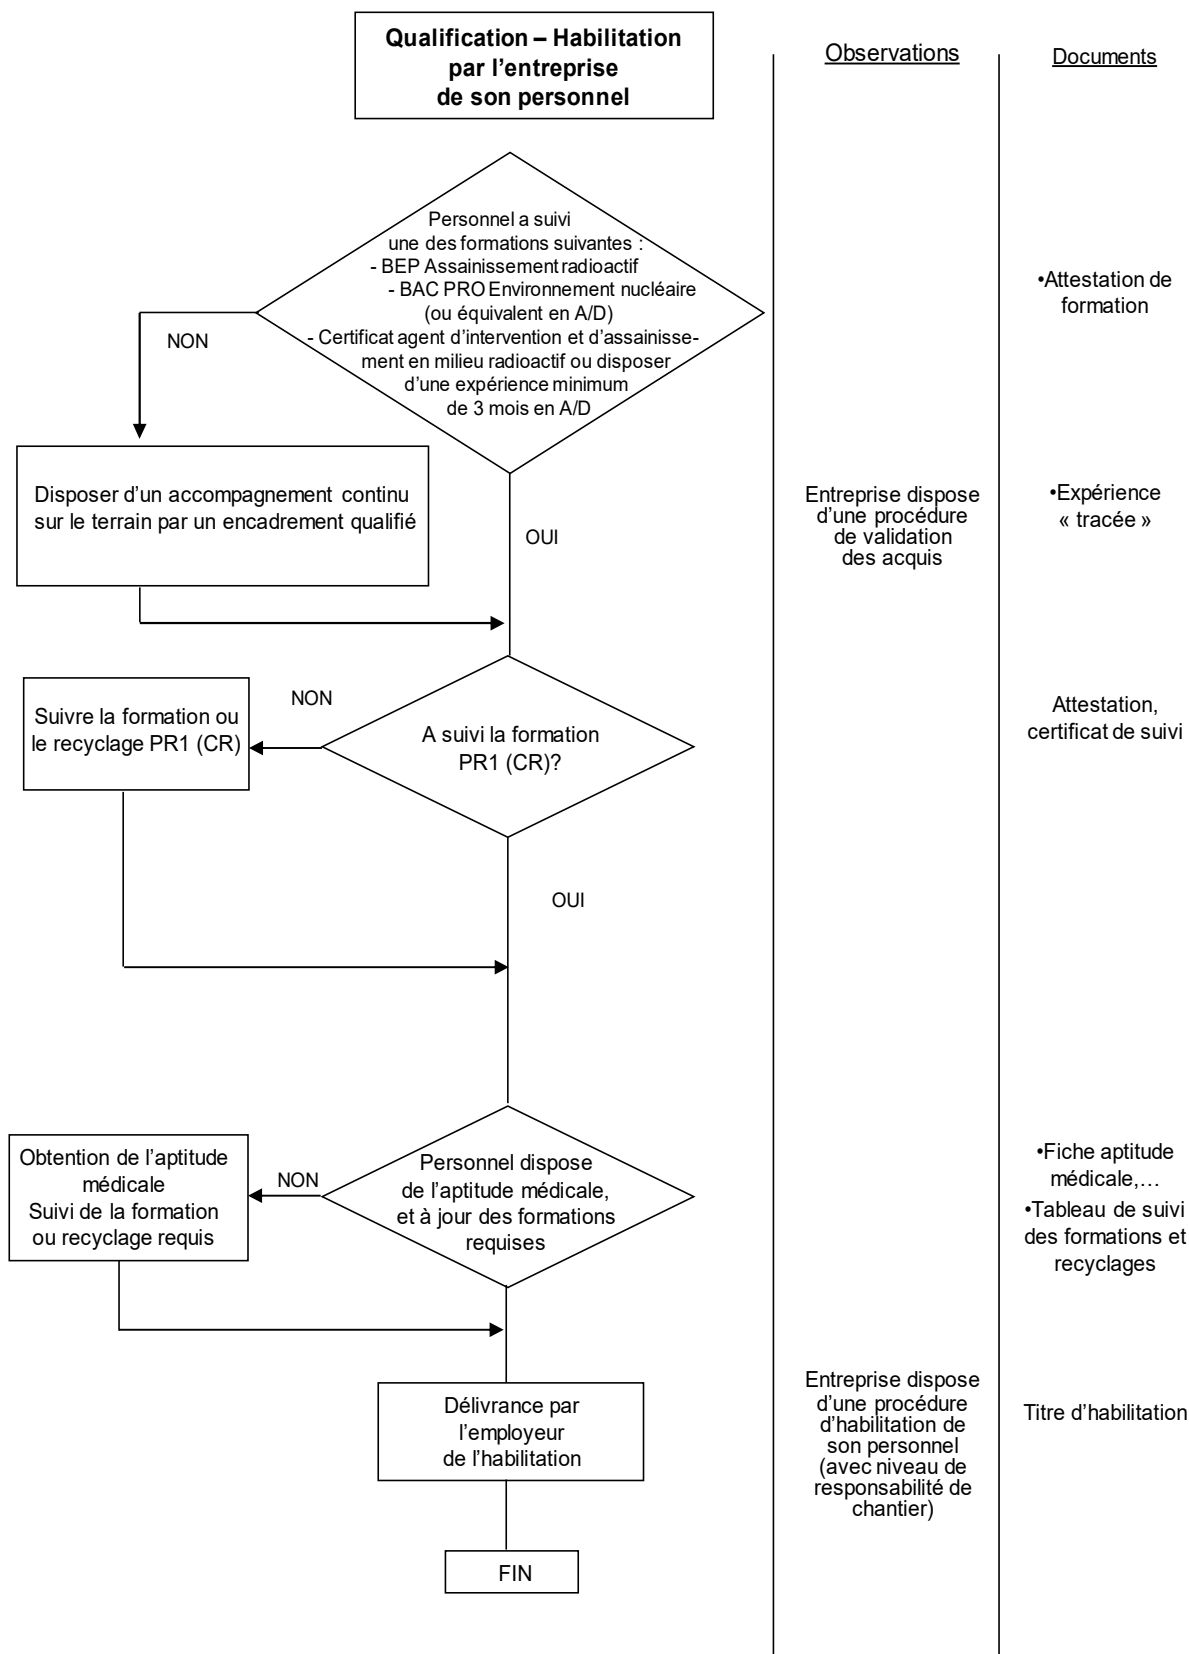 Qualification – Habilitation
par l'entreprise
de son personnel
Observations
Documents
Personnel a suivi
une des formations suivantes :
- BEP Assainissement radioactif
- BAC PRO Environnement nucléaire
(ou équivalent en A/D)
- Certificat agent d'intervention et d'assainisse-
ment en milieu radioactif ou disposer
d'une expérience minimum
de 3 mois en A/D
•Attestation de
formation
NON
Disposer d'un accompagnement continu
sur le terrain par un encadrement qualifié
OUI
Entreprise dispose
d'une procédure
de validation
des acquis
•Expérience
« tracée »
NON
Suivre la formation ou
le recyclage PR1 (CR)
A suivi la formation
PR1 (CR)?
Attestation,
certificat de suivi
OUI
Obtention de l'aptitude
médicale
Suivi de la formation
ou recyclage requis
NON
Personnel dispose
de l'aptitude médicale,
et à jour des formations
requises
•Fiche aptitude
médicale,…
•Tableau de suivi
des formations et
recyclages
Délivrance par
l'employeur
de l'habilitation
Entreprise dispose
d'une procédure
d'habilitation de
son personnel
(avec niveau de
responsabilité de
chantier)
Titre d'habilitation
FIN